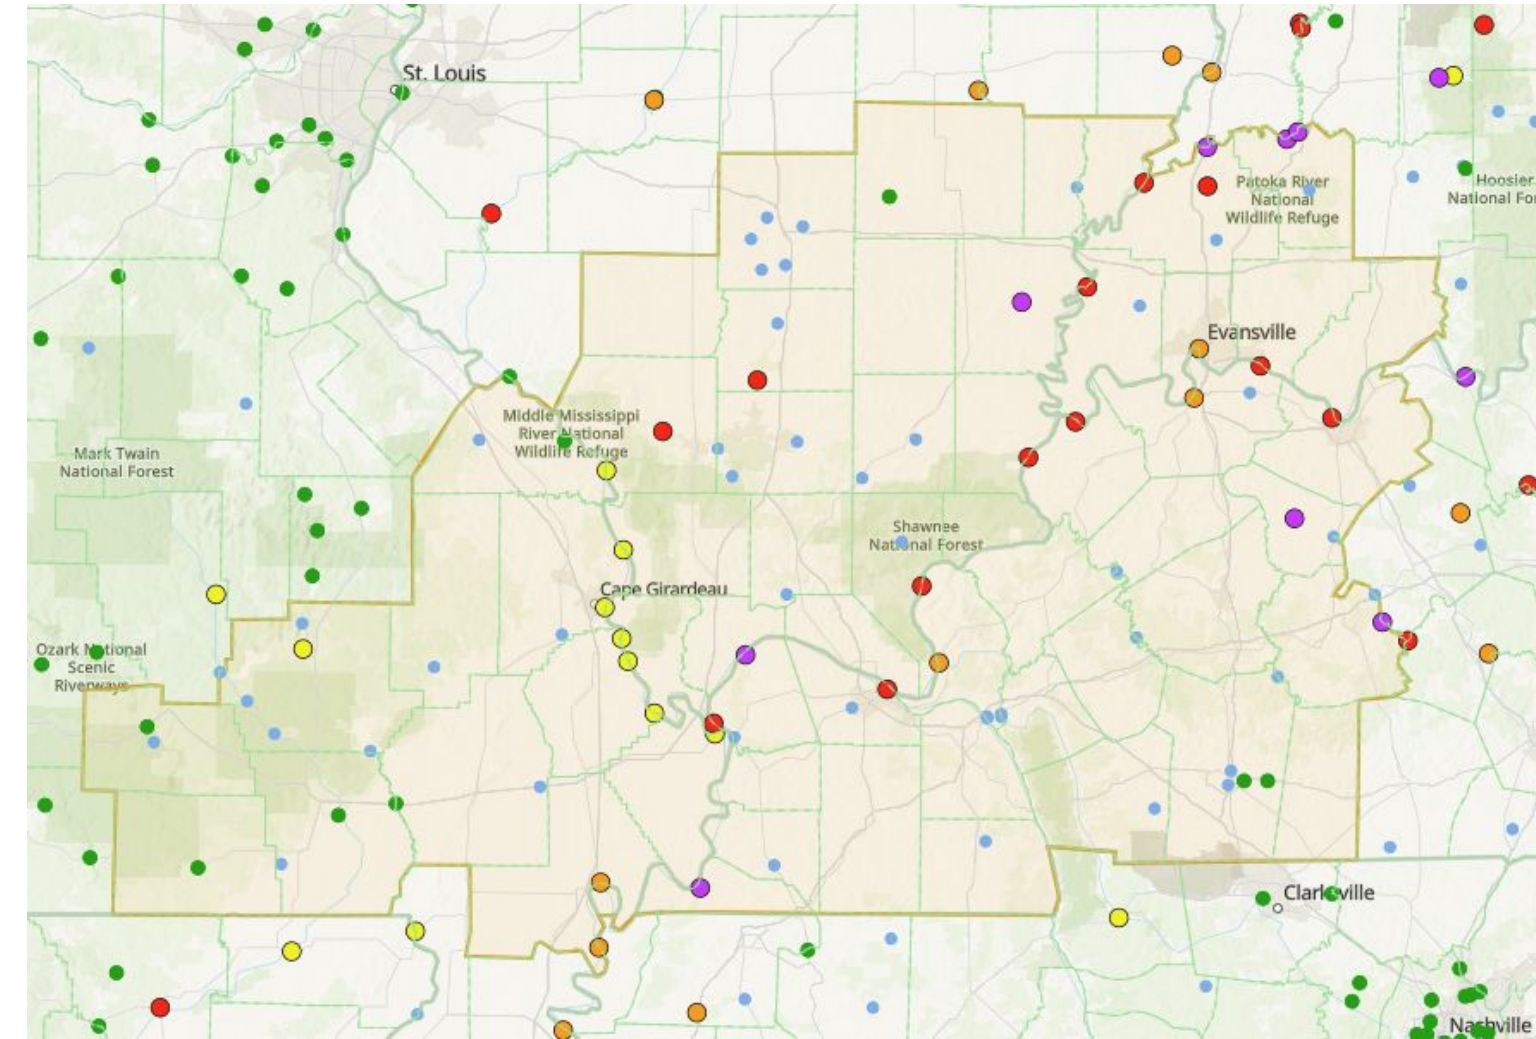 St. Louis
Patoka River
National
Wildlife Refuge
Hoosier
National For
Evansville
Middle Mississippi
River National
Wildlife Refuge
Mark Twain
National Forest
Shawnee
National Forest
Cape Girardeau
Ozark National
Scenic
Riverways
Clarksville
Nashville